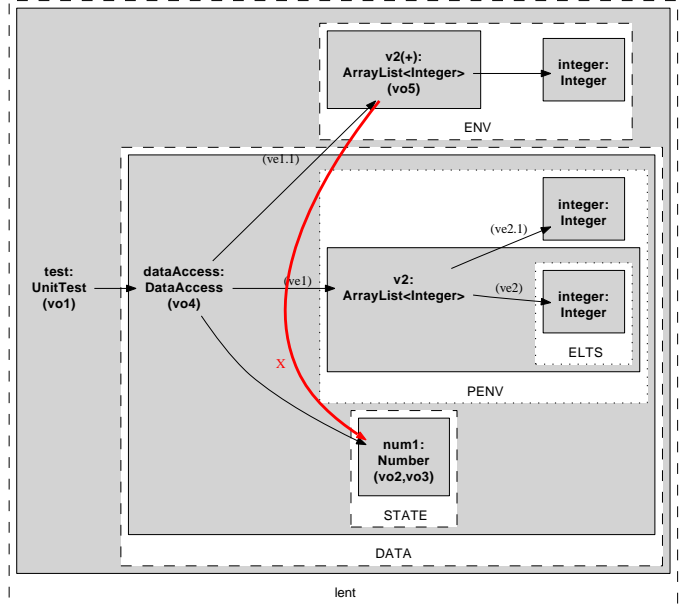 v2(+):
ArrayList<Integer>
(vo5)
integer:
Integer
ENV
(ve1.1)
integer:
Integer
(ve2.1)
test:
UnitTest
(vo1)
dataAccess:
DataAccess
(vo4)
(ve1)
v2:
ArrayList<Integer>
(ve2)
integer:
Integer
ELTS
PENV
X
num1:
Number
(vo2,vo3)
STATE
DATA
lent